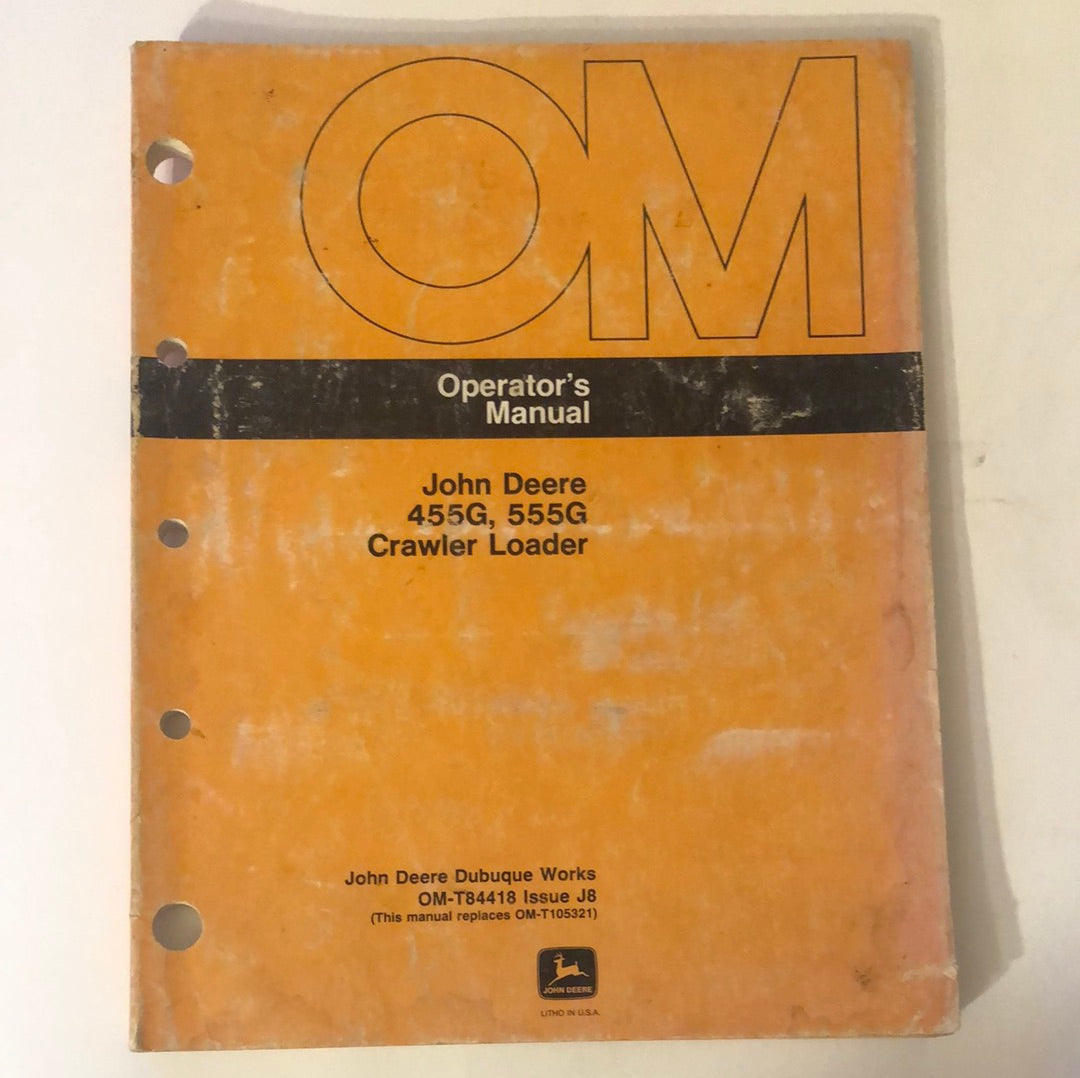 OM
Operator's
Manual
John Deere
455G, 555G
Crawler Loader
John Deere Dubuque Works
OM-T84418 Issue J8
(This manual replaces OM-T105321)
JOHN DEERE
LITHO IN U.S.A.